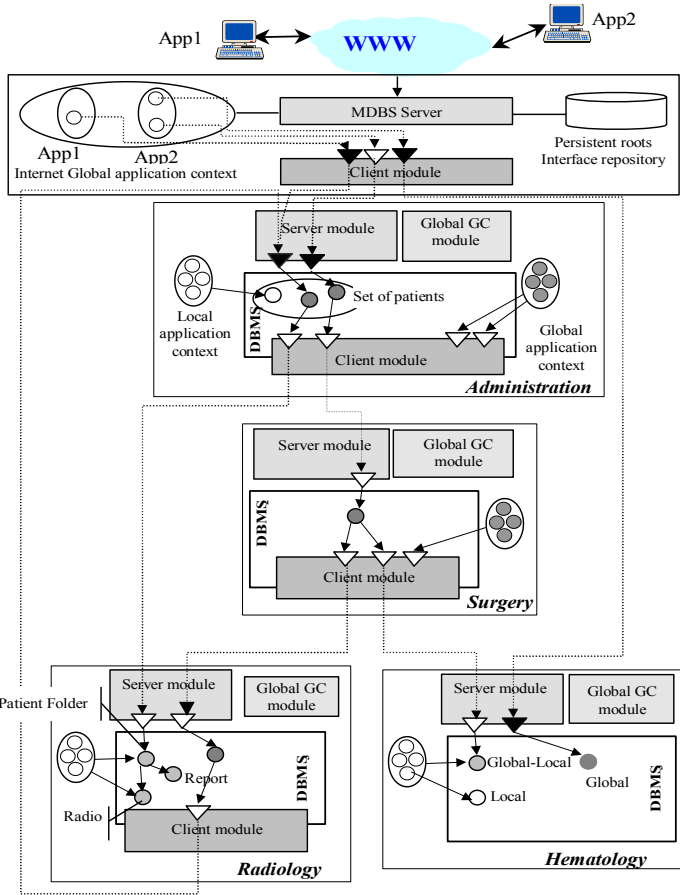 App1
WWW
App2
MDBS Server
App1
App2
Internet Global application context
Client module
Persistent roots
Interface repository
Server module
Global GC
module
Local
application
context
Set of patients
DBMS
Global
application
context
Client module
Administration
Server module
Global GC
module
DBMS
Client module
Surgery
Patient Folder
Server module
Global GC
module
Report
DBMS
Radio
Client module
Radiology
Server module
Global GC
module
Global-Local
Global
Local
DBMS
Hematology